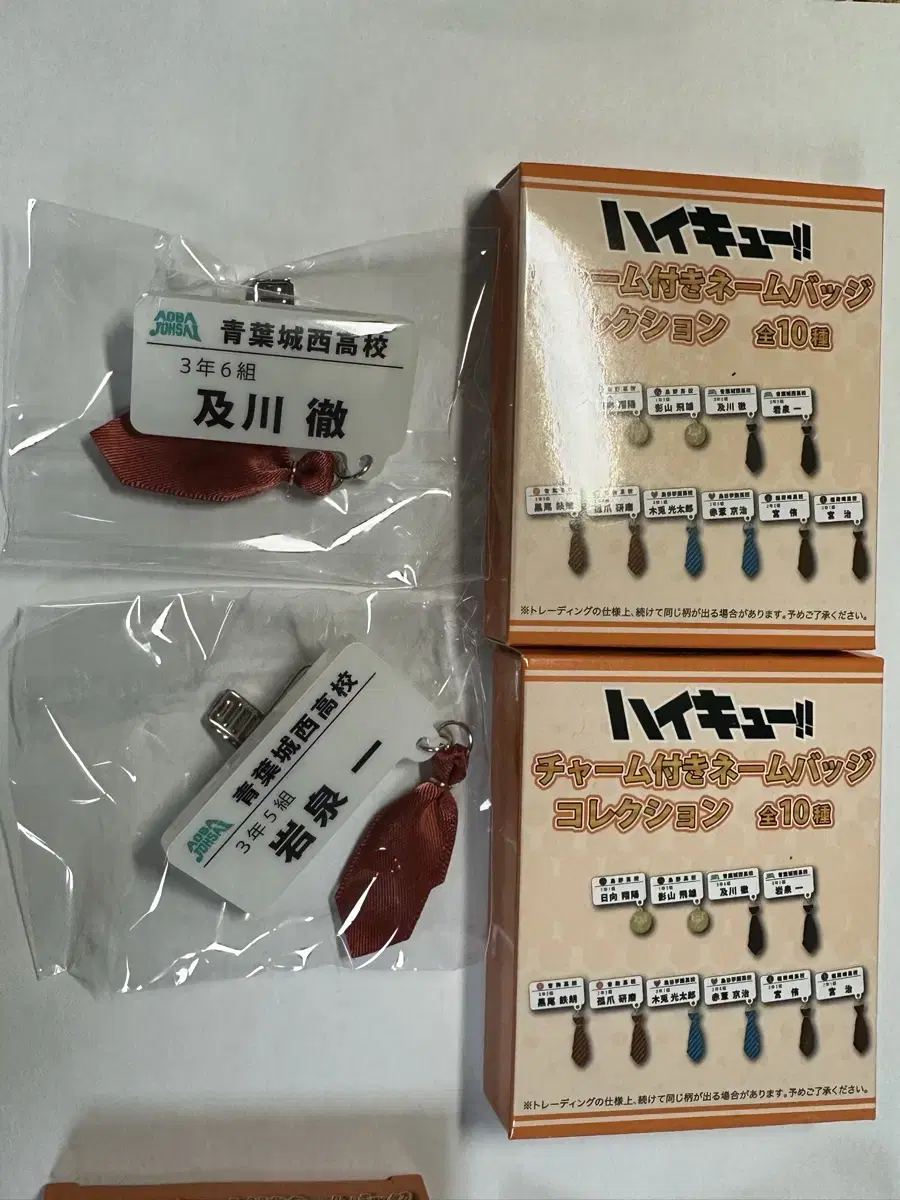 AOBA
JOHSAI
青葉城西高校
3年6組
及川 徹
AOBA
JOHSAI
青葉城西高校
3年5組
岩泉 一
ハイキュー!!
ーム付きネームバッジ
レクション 全10種
影山 飛雄
及川 徹
岩泉 一
木兎 光太郎
赤葦 京治
宮 侑
宮 治
※トレーディングの仕様上、続けて同じ柄が出る場合があります。予めご了承ください。
ハイキュー!!
チャーム付きネームバッジ
コレクション 全10種
日向 翔陽
影山 飛雄
及川 徹
岩泉 一
黒尾 鉄朗
孤爪 研磨
木兎 光太郎
赤葦 京治
宮 侑
宮 治
※トレーディングの仕様上、続けて同じ柄が出る場合があります。予めご了承ください。